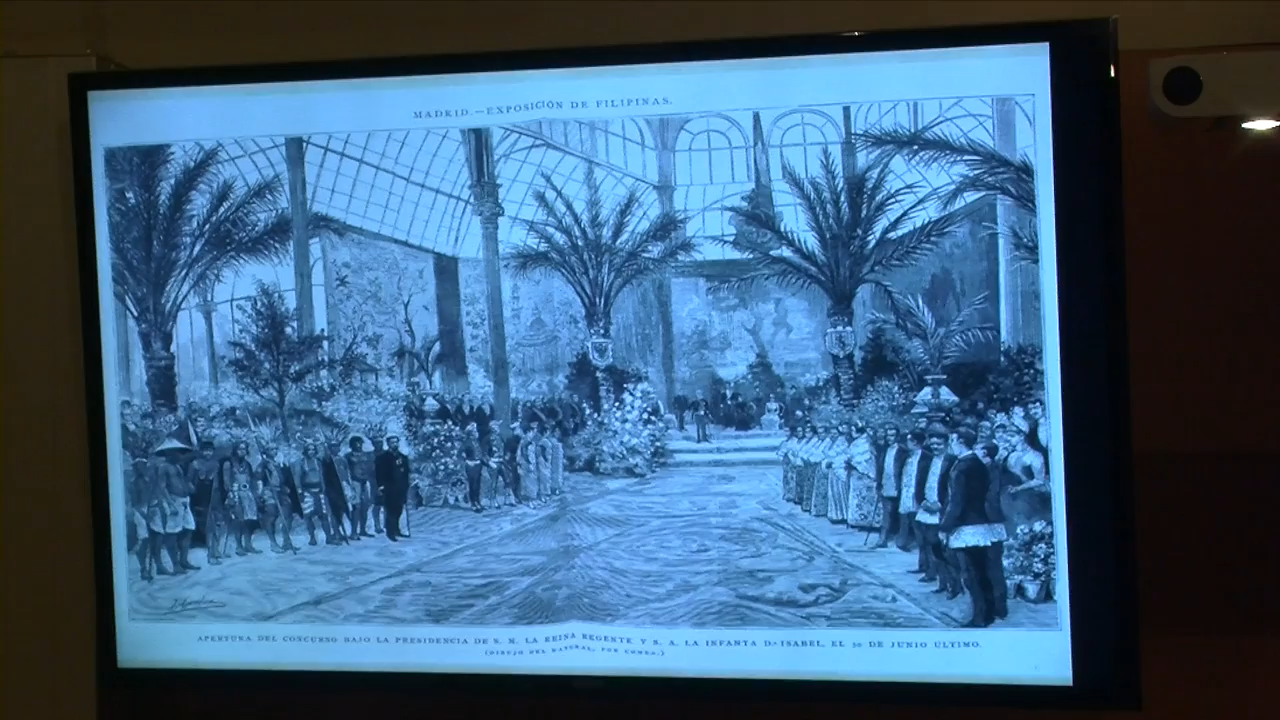 MADRID.—EXPOSICIÓN DE FILIPINAS.
APERTURA DEL CONCURSO BAJO LA PRESIDENCIA DE S. M. LA REINA REGENTE Y S. A. LA INFANTA D.ª ISABEL, EL 30 DE JUNIO ÚLTIMO.
(DIBUJO DEL NATURAL, POR COMBA.)